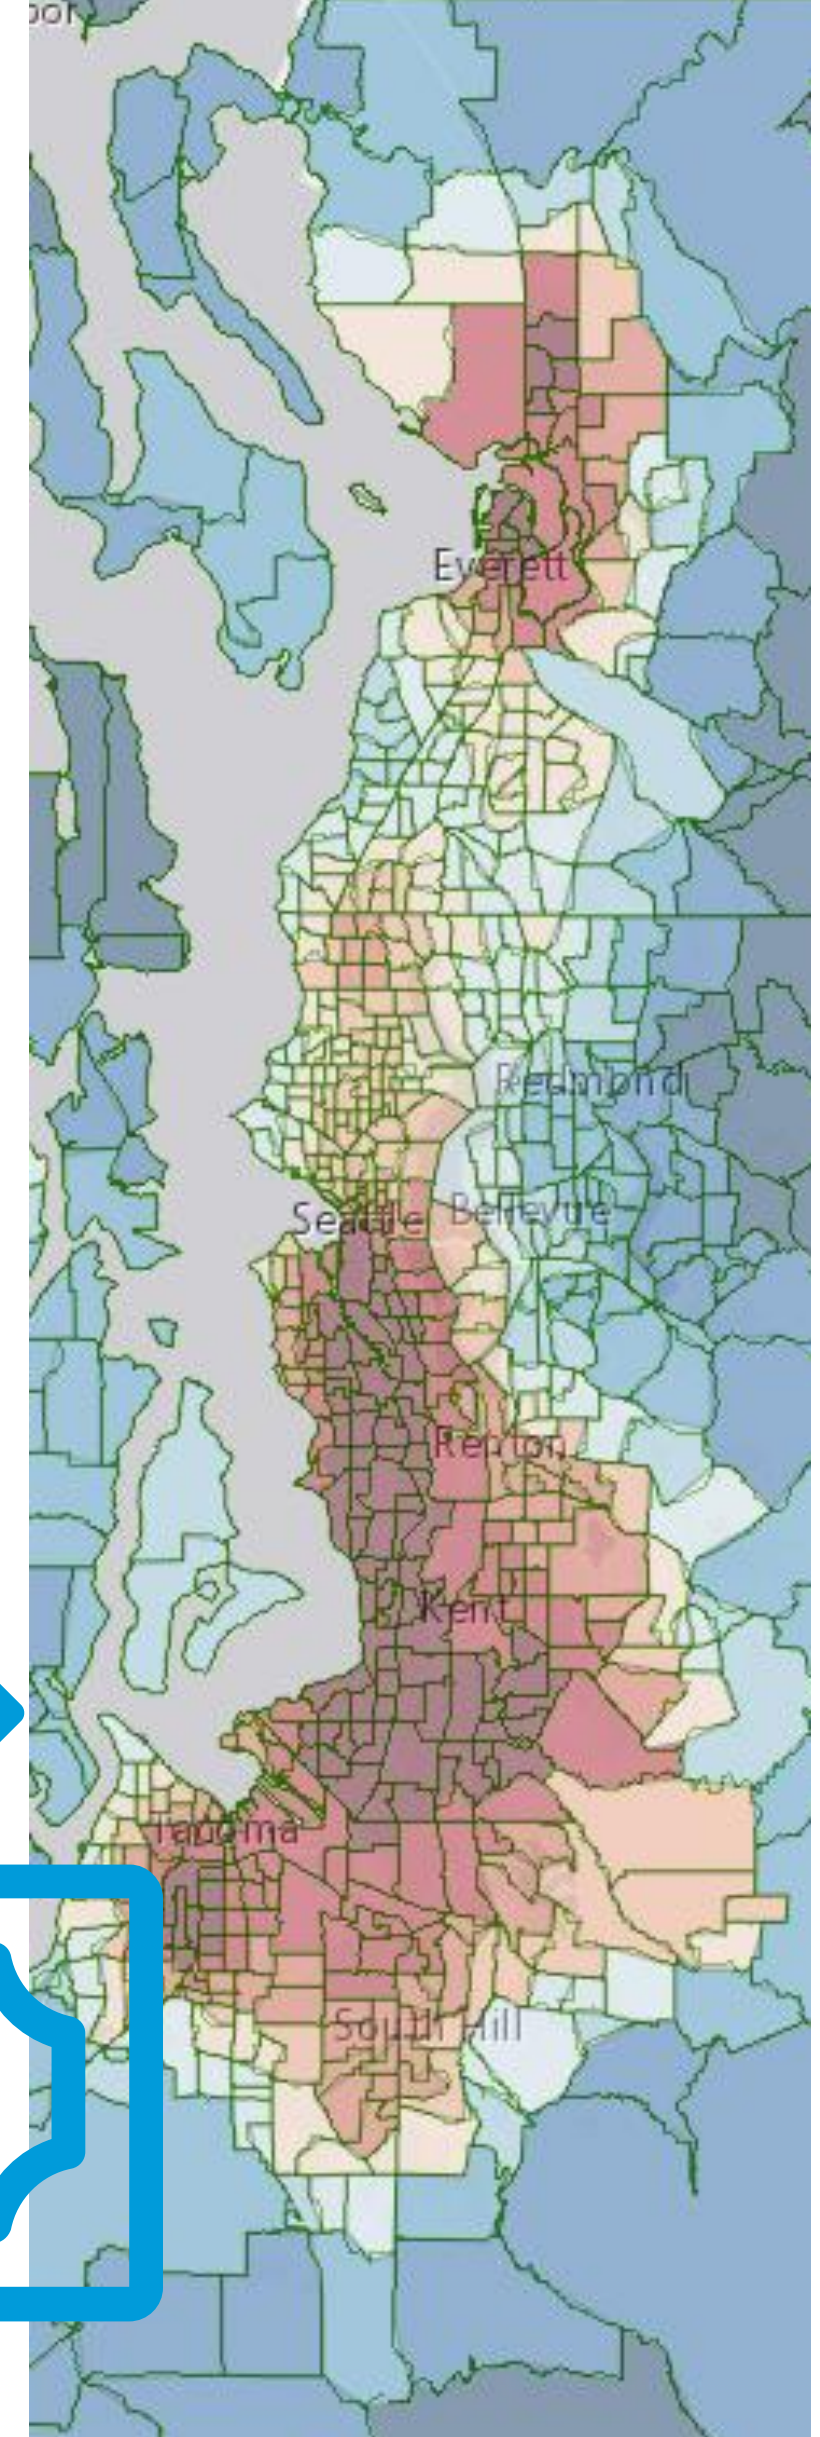 Everett
Redmond
Seattle
Bellevue
Renton
Kent
Tacoma
South Hill